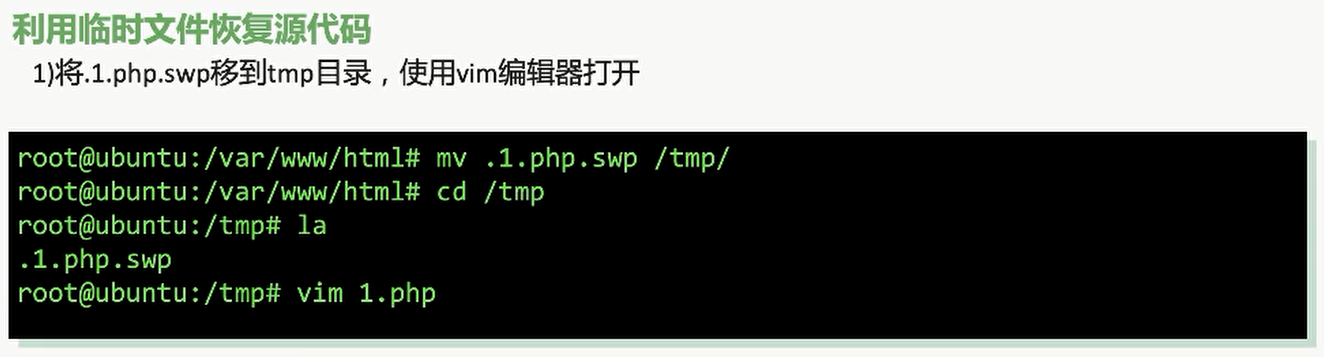 利用临时文件恢复源代码
1)将.1.php.swp移到tmp目录，使用vim编辑器打开
root@ubuntu:/var/www/html# mv .1.php.swp /tmp/
root@ubuntu:/var/www/html# cd /tmp
root@ubuntu:/tmp# la
.1.php.swp
root@ubuntu:/tmp# vim 1.php